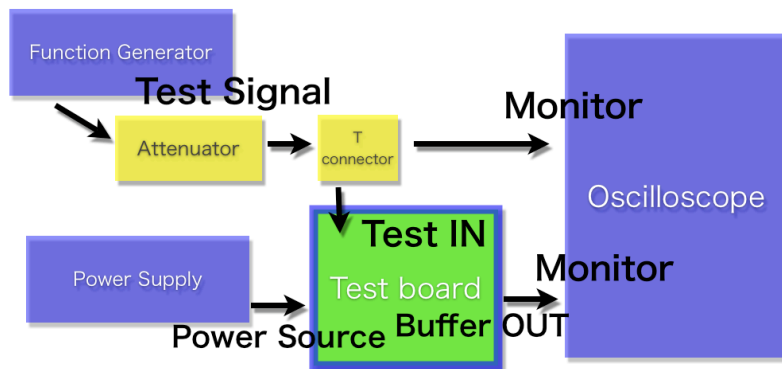 Function Generator
Test Signal
Monitor
Attenuator
T
connector
Oscilloscope
Test IN
Monitor
Power Supply
Test board
Power Source
Buffer OUT